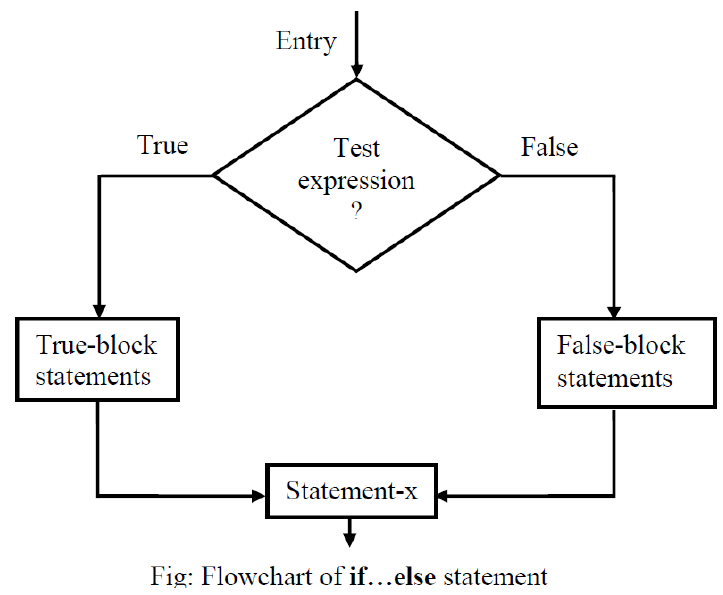 Entry
True
False
Test
expression
?
True-block
statements
False-block
statements
Statement-x
Fig: Flowchart of if…else statement